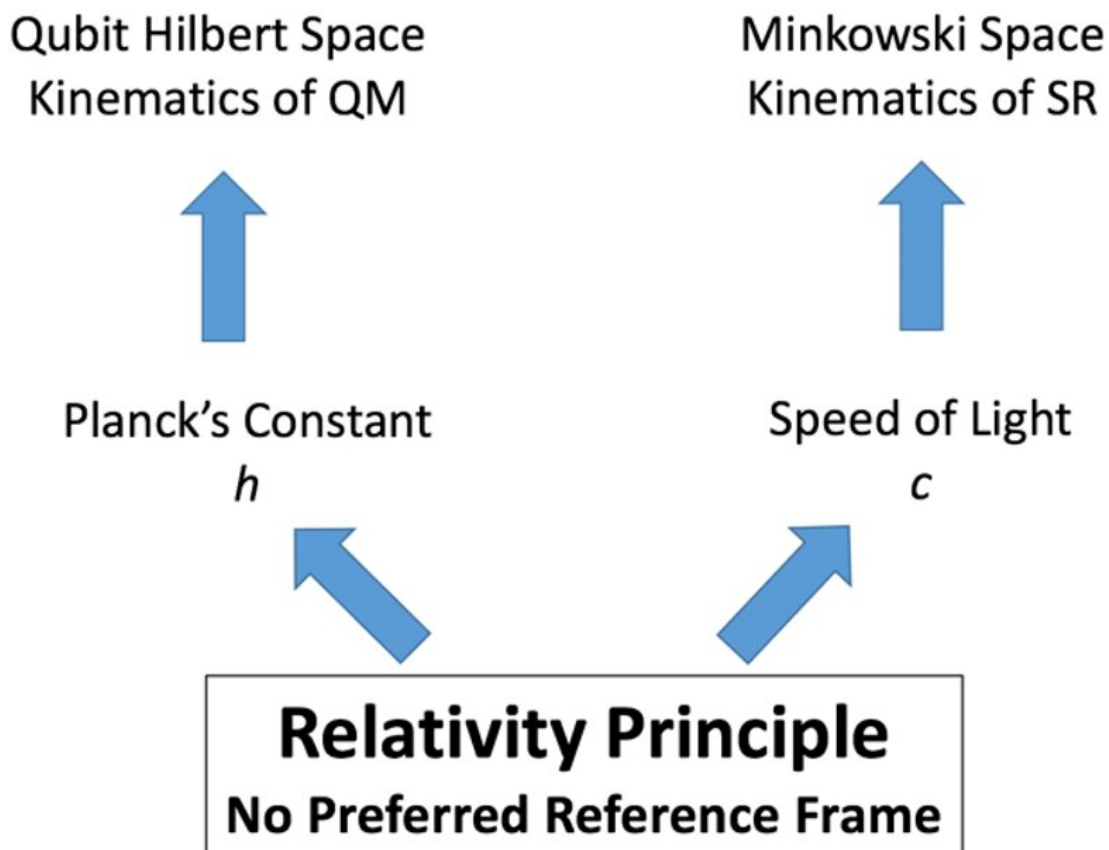 Qubit Hilbert Space
Kinematics of QM
Minkowski Space
Kinematics of SR
Planck’s Constant
h
Speed of Light
c
Relativity Principle
No Preferred Reference Frame